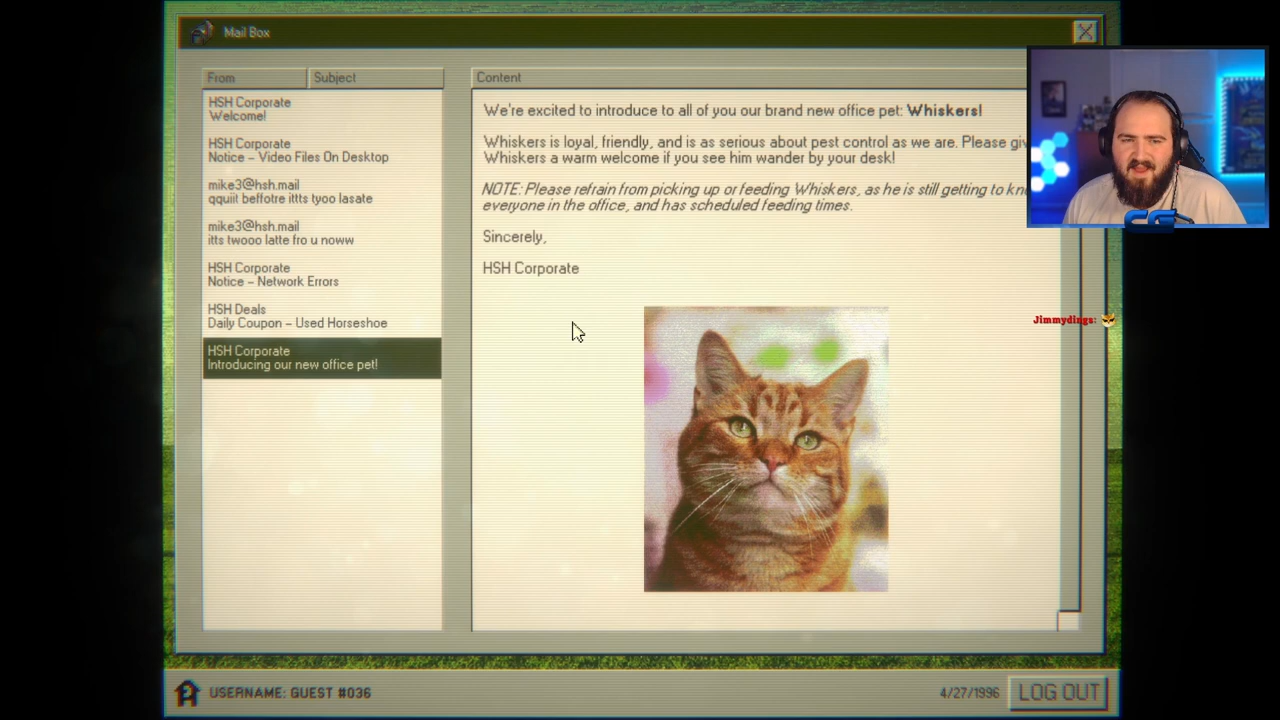 Mail Box
From
Subject
Content
HSH Corporate
Welcome!
HSH Corporate
Notice - Video Files On Desktop
mike3@hsh.mail
qquiit beffotre ittts tyoo lasate
mike3@hsh.mail
itts twooo latte fro u noww
HSH Corporate
Notice - Network Errors
HSH Deals
Daily Coupon - Used Horseshoe
HSH Corporate
Introducing our new office pet!
We're excited to introduce to all of you our brand new office pet: Whiskers!
Whiskers is loyal, friendly, and is as serious about pest control as we are. Please giv
Whiskers a warm welcome if you see him wander by your desk!
NOTE: Please refrain from picking up or feeding Whiskers, as he is still getting to kn
everyone in the office, and has scheduled feeding times.
Sincerely,
HSH Corporate
CG
Jimmydings:
USERNAME: GUEST #036
4/27/1996
LOG OUT